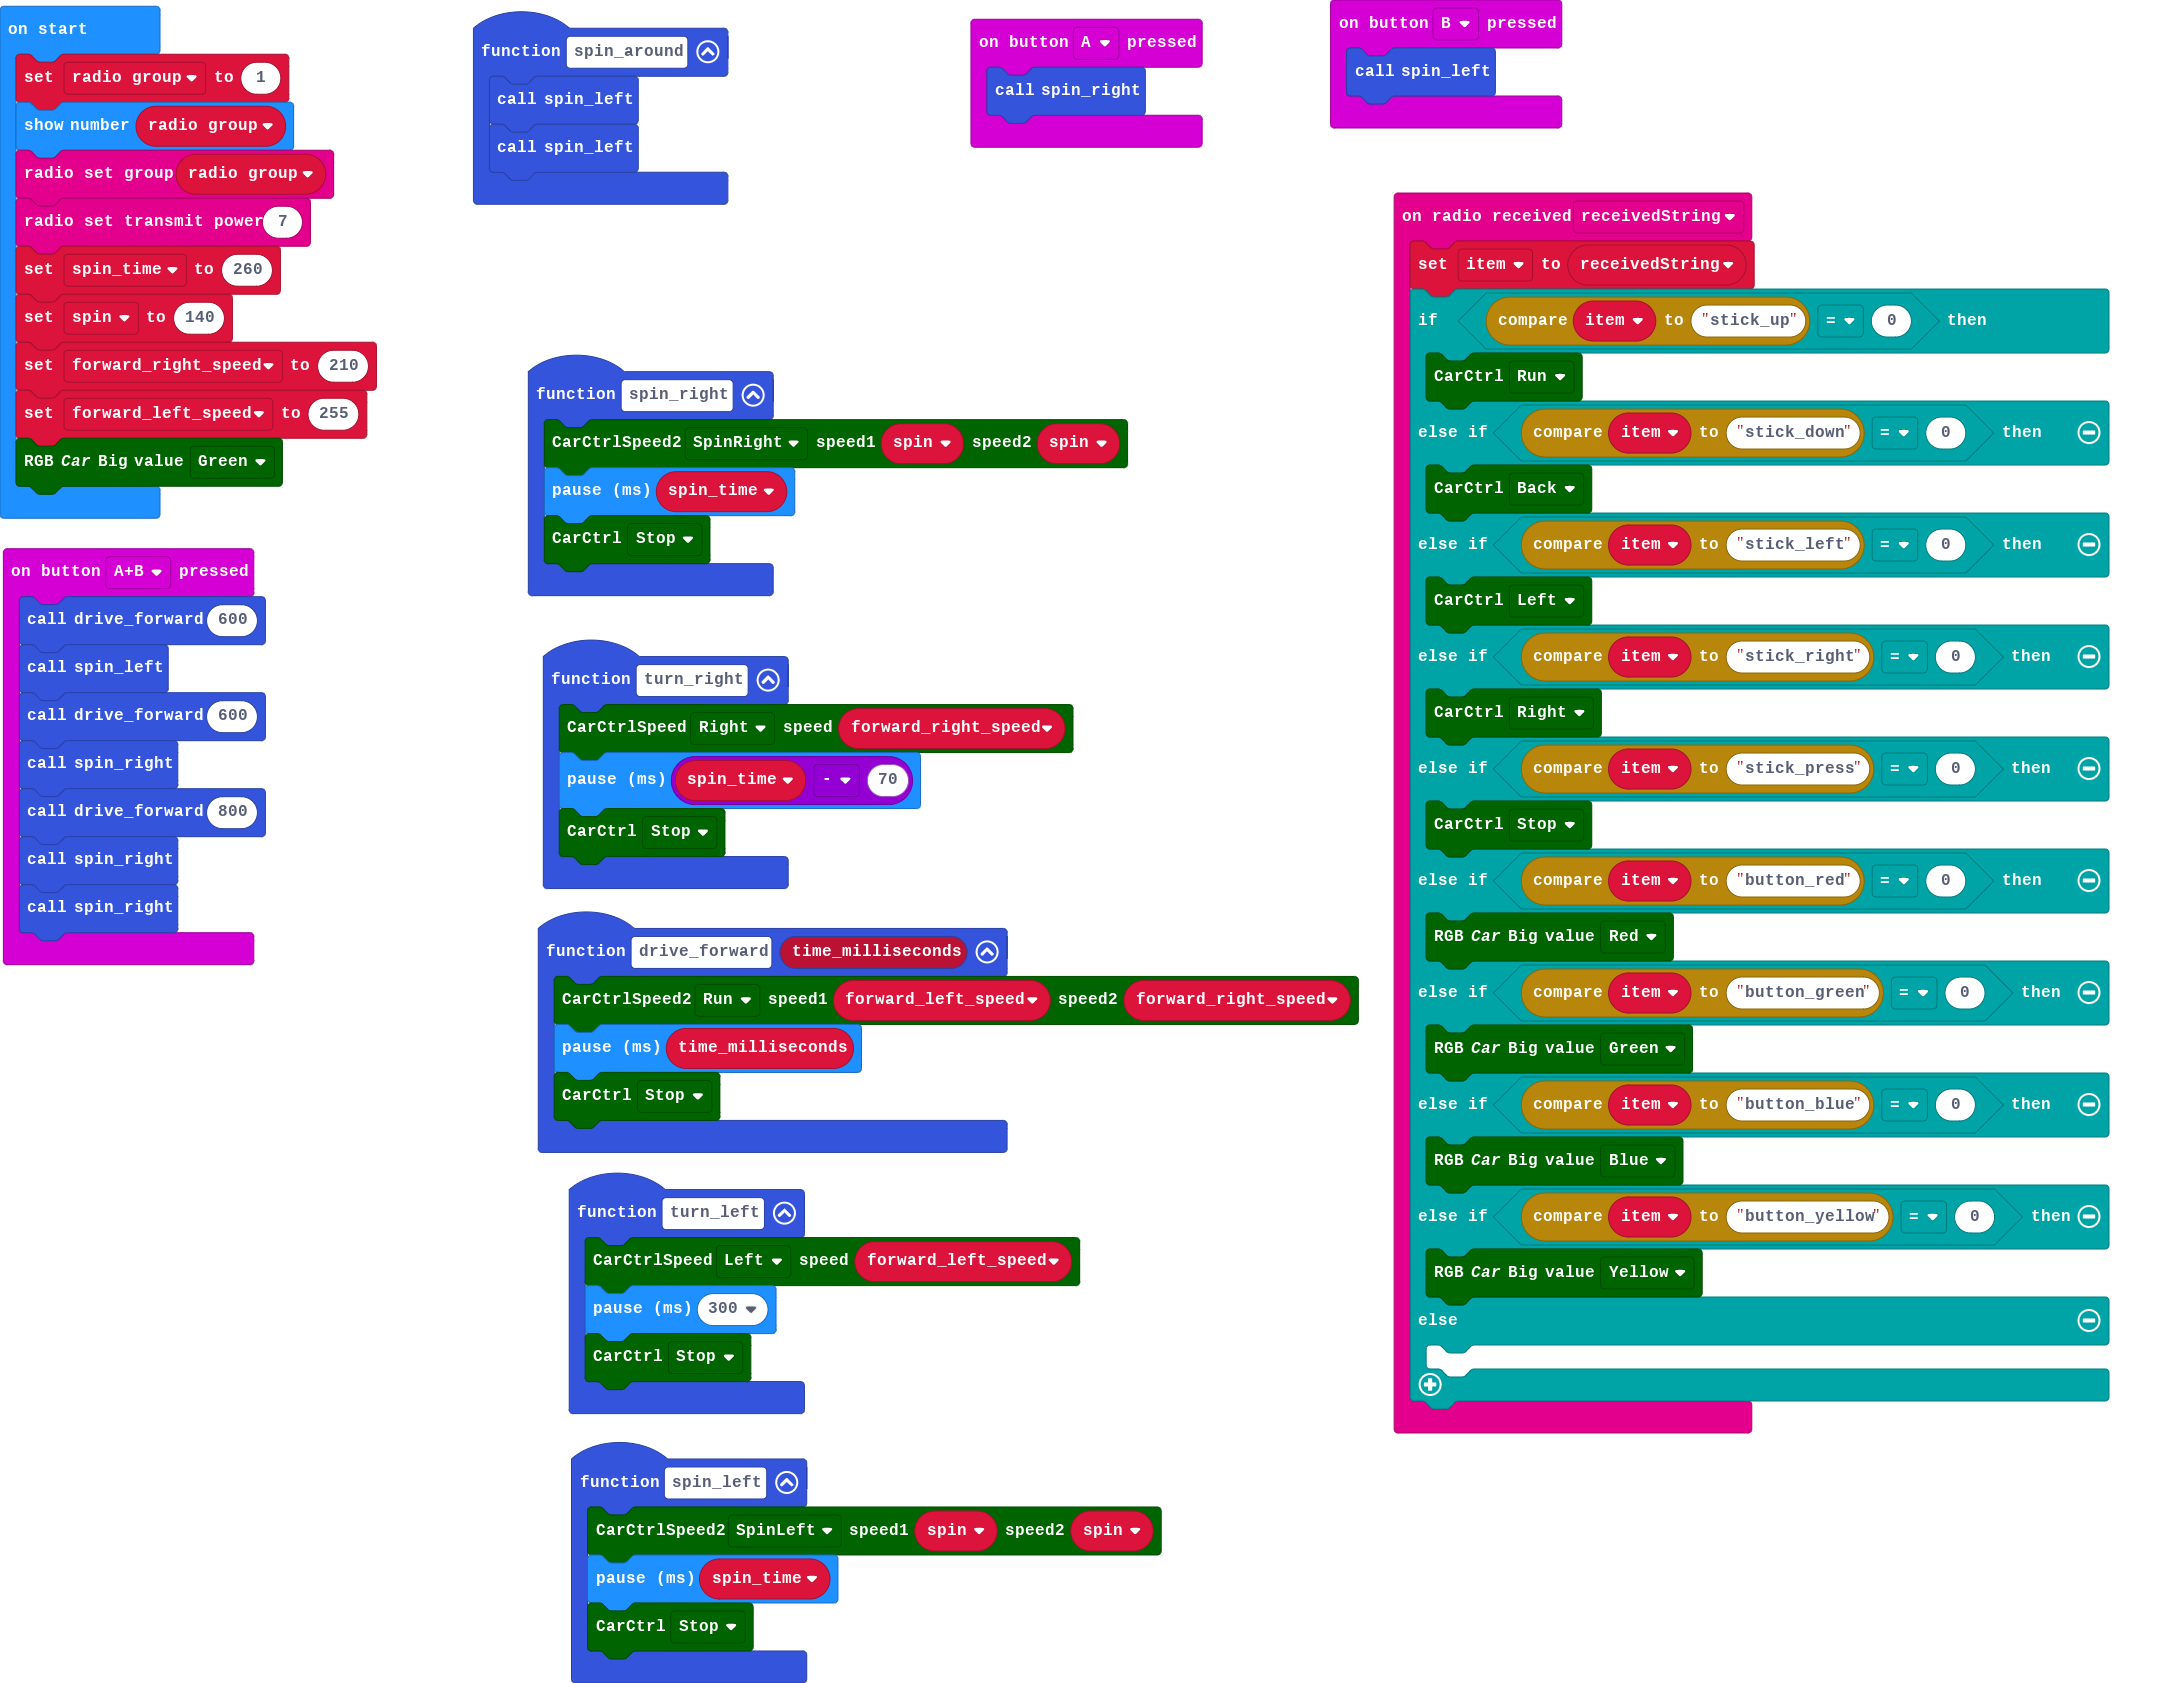 on start
set radio group to 1
show number radio group
radio set group radio group
radio set transmit power 7
set spin_time to 260
set spin to 140
set forward_right_speed to 210
set forward_left_speed to 255
RGB Car Big value Green
on button A+B pressed
call drive_forward 600
call spin_left
call drive_forward 600
call spin_right
call drive_forward 800
call spin_right
call spin_right
function spin_around
call spin_left
call spin_left
function spin_right
CarCtrlSpeed2 SpinRight speed1 spin speed2 spin
pause (ms) spin_time
CarCtrl Stop
function turn_right
CarCtrlSpeed Right speed forward_right_speed
pause (ms) spin_time - 70
CarCtrl Stop
function drive_forward time_milliseconds
CarCtrlSpeed2 Run speed1 forward_left_speed speed2 forward_right_speed
pause (ms) time_milliseconds
CarCtrl Stop
function turn_left
CarCtrlSpeed Left speed forward_left_speed
pause (ms) 300
CarCtrl Stop
function spin_left
CarCtrlSpeed2 SpinLeft speed1 spin speed2 spin
pause (ms) spin_time
CarCtrl Stop
on button A pressed
call spin_right
on button B pressed
call spin_left
on radio received receivedString
set item to receivedString
if compare item to "stick_up" = 0 then
CarCtrl Run
else if compare item to "stick_down" = 0 then
CarCtrl Back
else if compare item to "stick_left" = 0 then
CarCtrl Left
else if compare item to "stick_right" = 0 then
CarCtrl Right
else if compare item to "stick_press" = 0 then
CarCtrl Stop
else if compare item to "button_red" = 0 then
RGB Car Big value Red
else if compare item to "button_green" = 0 then
RGB Car Big value Green
else if compare item to "button_blue" = 0 then
RGB Car Big value Blue
else if compare item to "button_yellow" = 0 then
RGB Car Big value Yellow
else